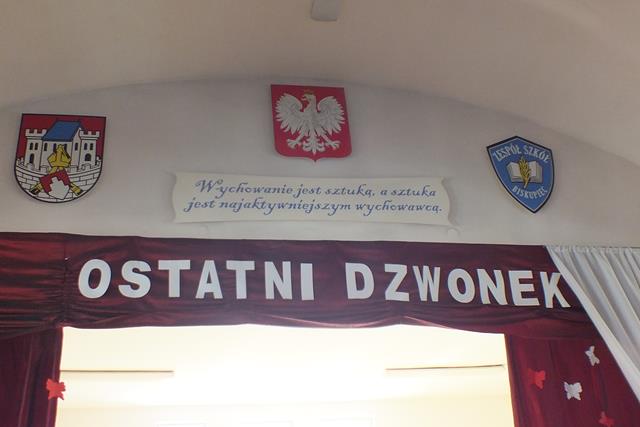 ZESPÓŁ SZKÓŁ
BISKUPIEC
Wychowanie jest sztuką, a sztuka
jest najaktywniejszym wychowawcą.
OSTATNI DZWONEK